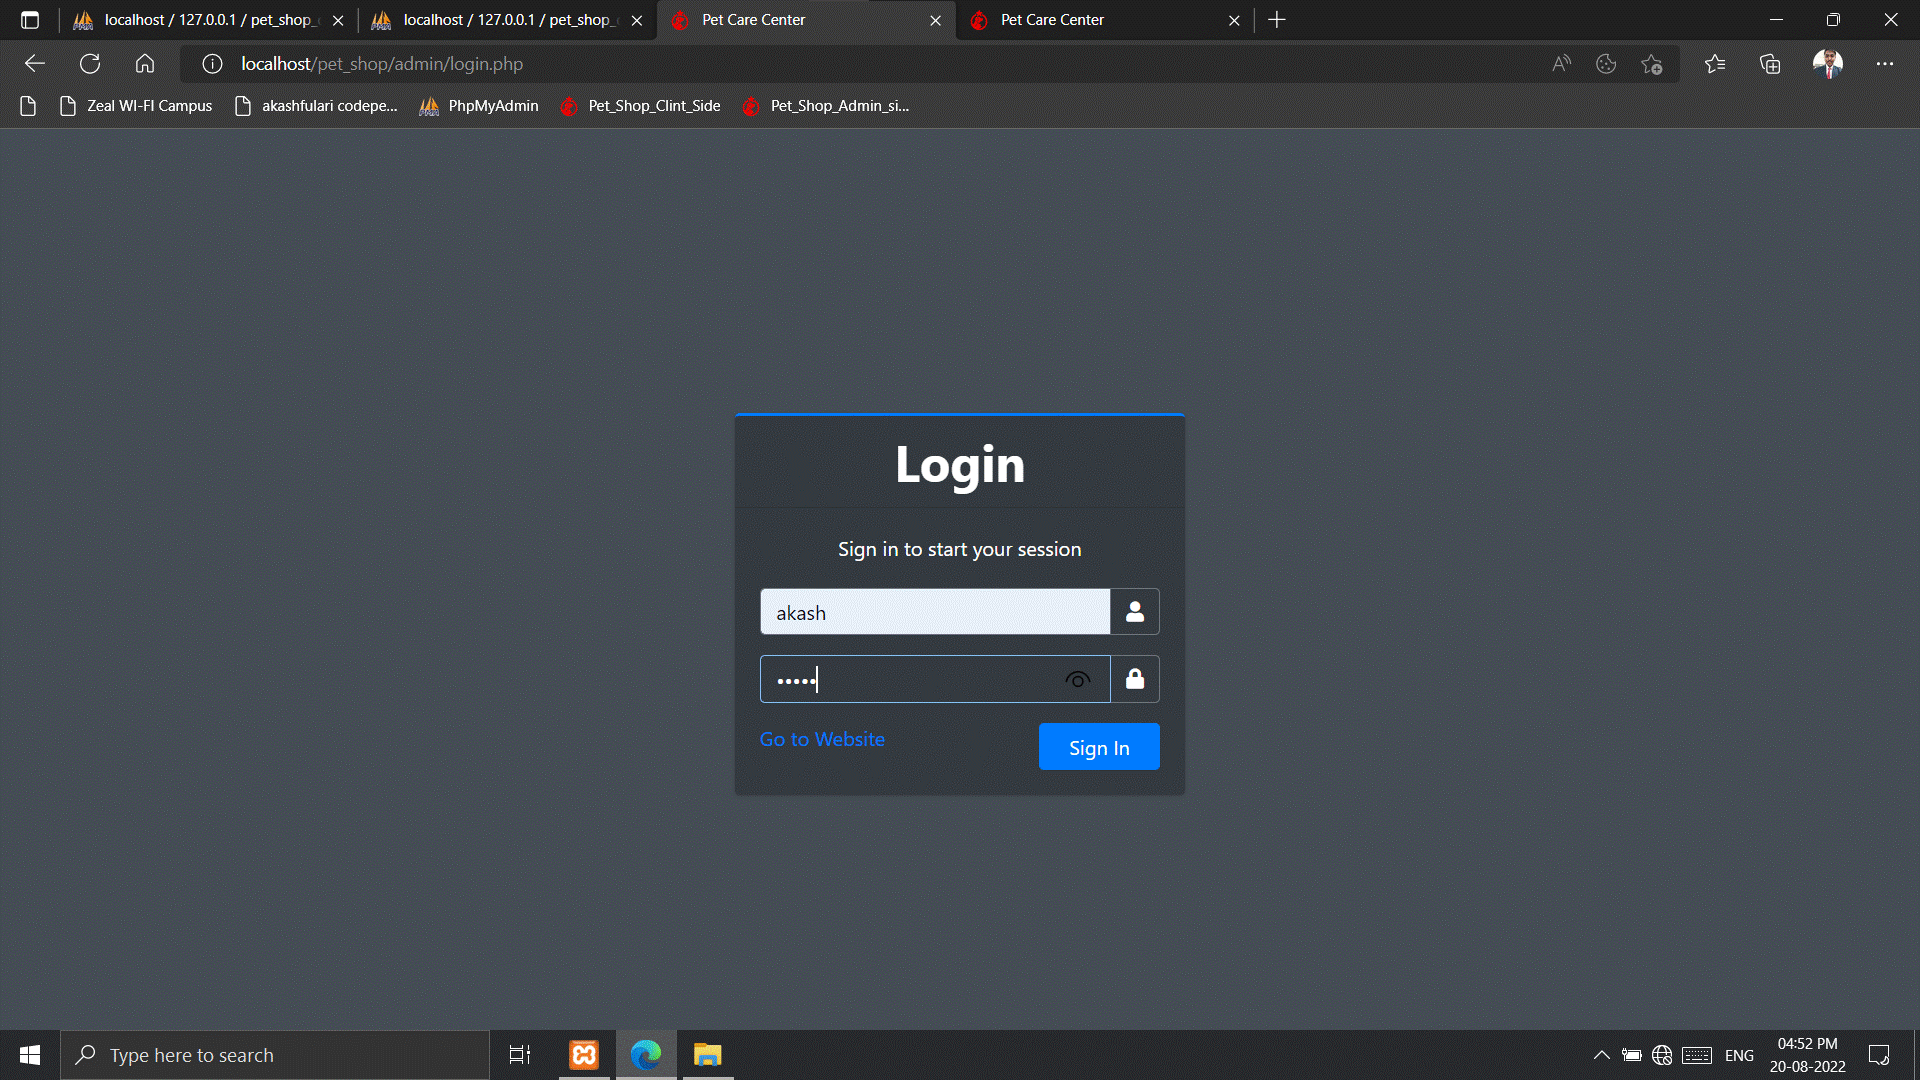 localhost / 127.0.0.1 / pet_shop_
localhost / 127.0.0.1 / pet_shop_
Pet Care Center
Pet Care Center
localhost/pet_shop/admin/login.php
Zeal WI-FI Campus
akashfulari codepe...
PhpMyAdmin
Pet_Shop_Clint_Side
Pet_Shop_Admin_si...
Login
Sign in to start your session
akash
•••••
Go to Website
Sign In
Type here to search
ENG
04:52 PM
20-08-2022